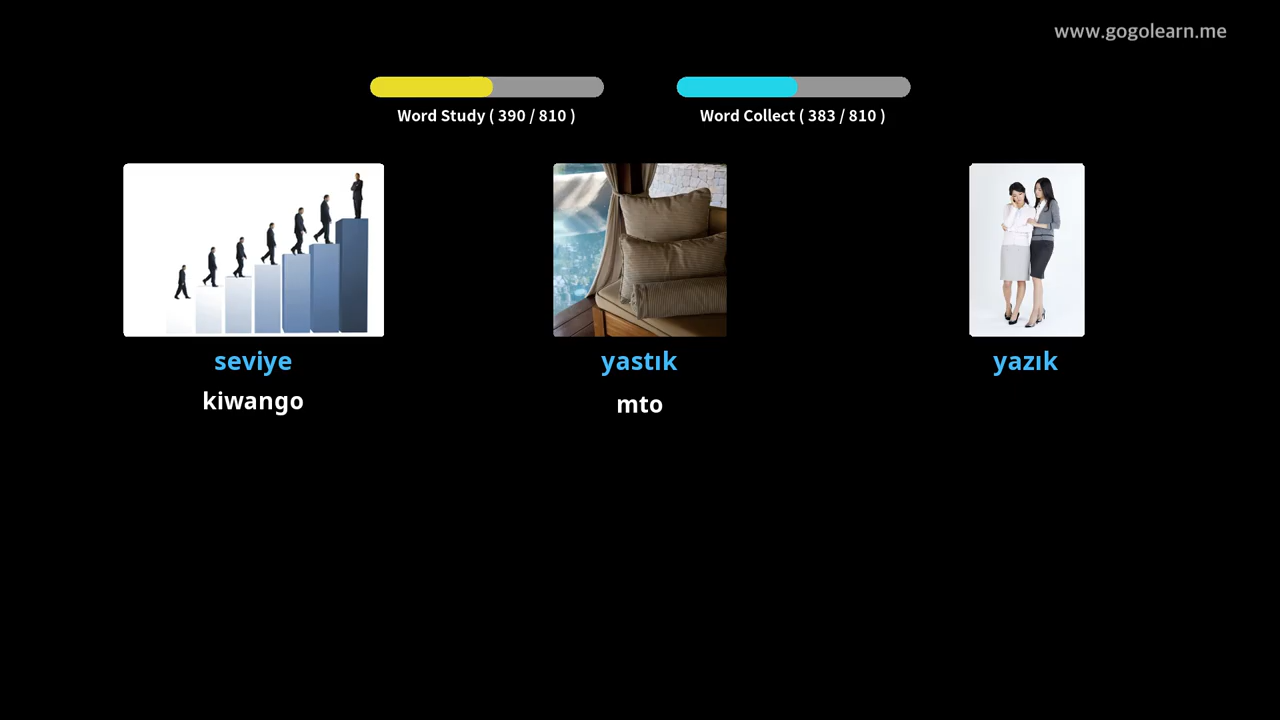 www.gogolearn.me
Word Study ( 390 / 810 )
Word Collect ( 383 / 810 )
seviye
yastık
yazık
kiwango
mto